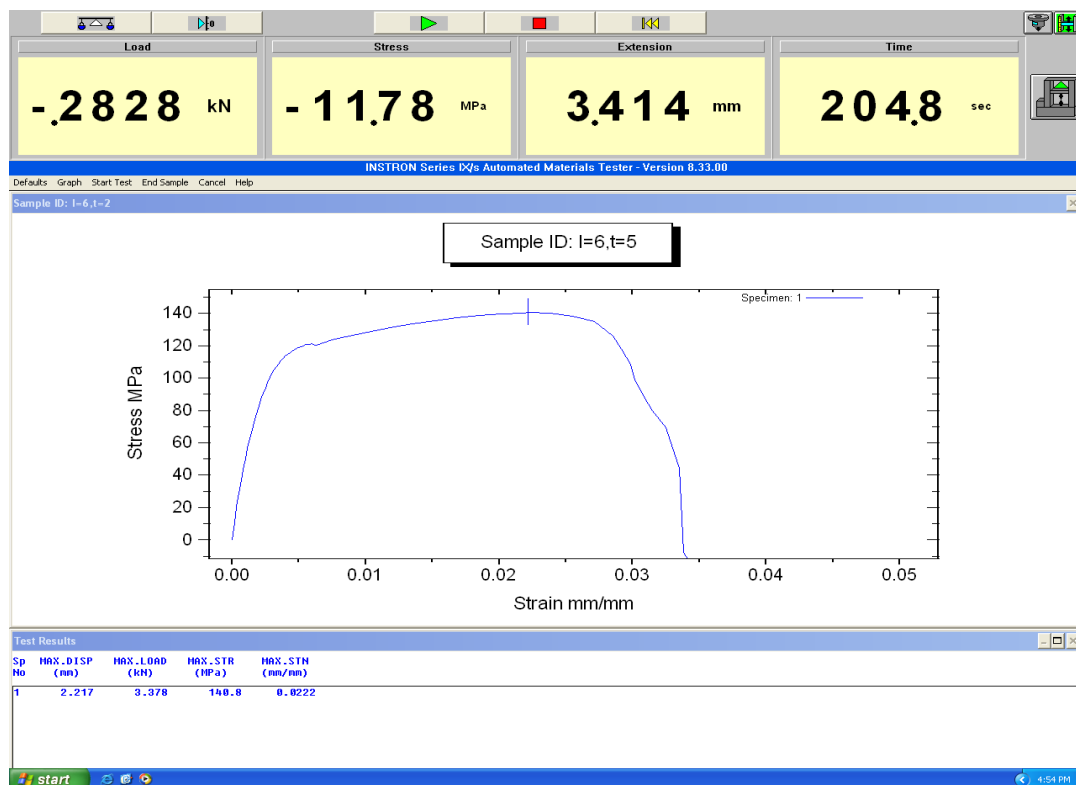 Load Stress Extension Time
-.2828 kN -11.78 MPa 3.414 mm 204.8 sec
INSTRON Series IX/s Automated Materials Tester - Version 8.33.00
Defaults Graph Start Test End Sample Cancel Help
Sample ID: l=6,t=2
Sample ID: l=6,t=5
Specimen: 1
140
120
100
80
60
40
20
0
Stress MPa
0.00 0.01 0.02 0.03 0.04 0.05
Strain mm/mm
Test Results
Sp MAX.DISP MAX.LOAD MAX.STR MAX.STN
No (mm) (kN) (MPa) (mm/mm)
1 2.217 3.378 140.8 0.0222
start 4:54 PM